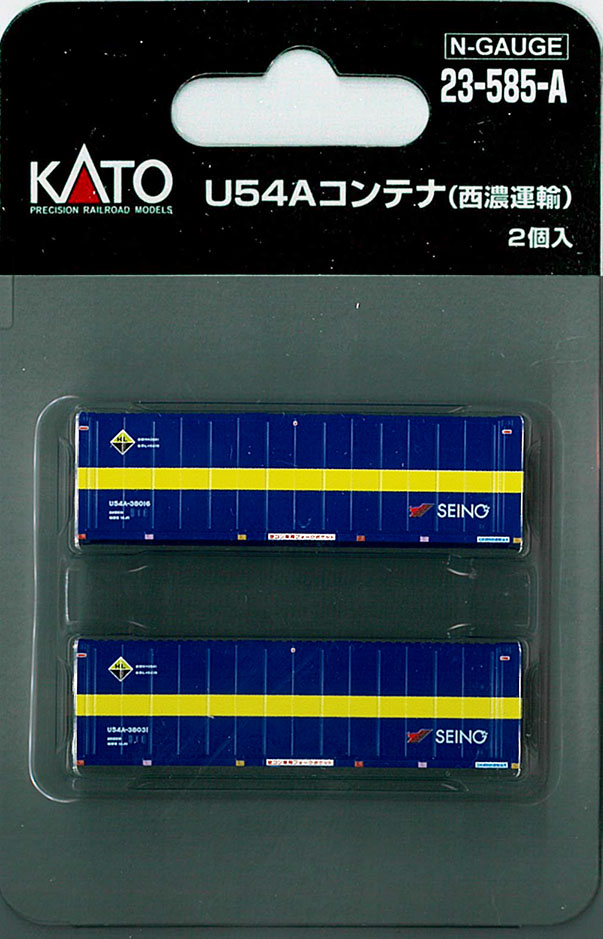 N-GAUGE
23-585-A
KATO
PRECISION RAILROAD MODELS
U54Aコンテナ(西濃運輸)
2個入
U54A-38016
SEINO
U54A-38031
SEINO